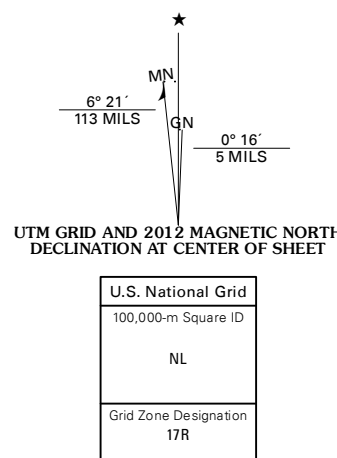 MN.
6° 21´
113 MILS
GN
0° 16´
5 MILS
UTM GRID AND 2012 MAGNETIC NORTH
DECLINATION AT CENTER OF SHEET
U.S. National Grid
100,000-m Square ID
NL
Grid Zone Designation
17R